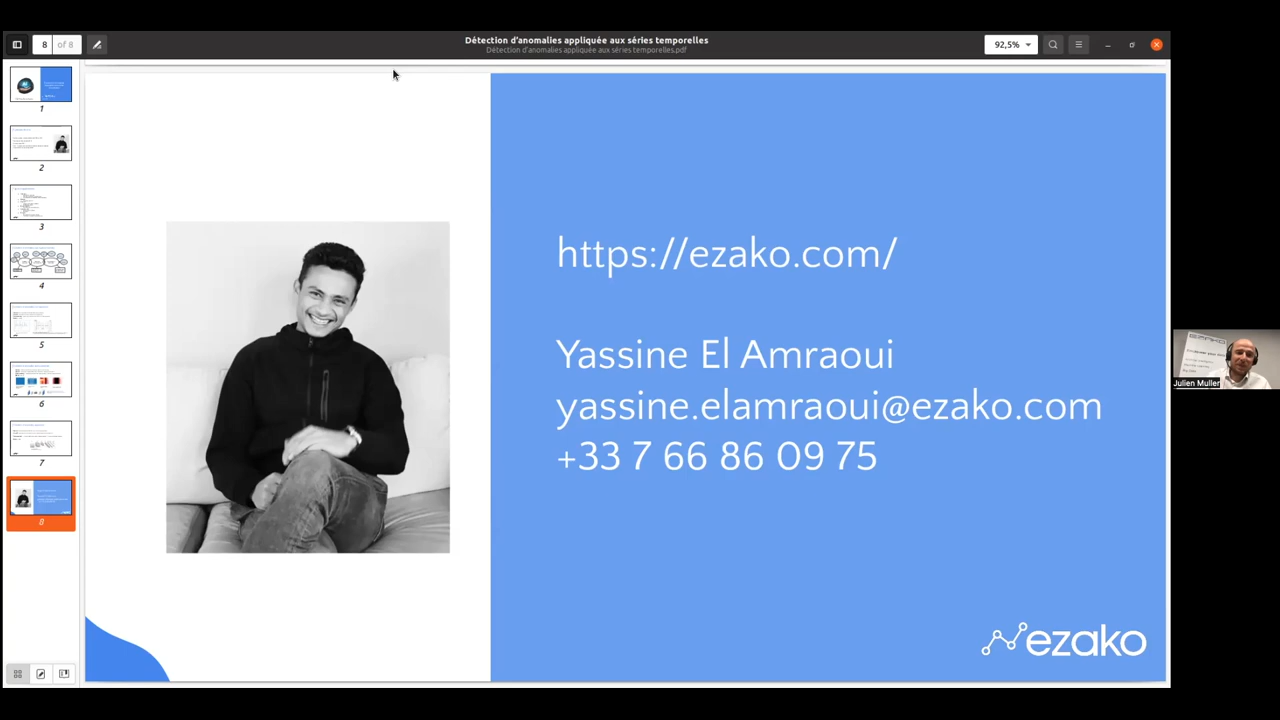 8 of 8
Détection d'anomalies appliquée aux séries temporelles
Détection d'anomalies appliquée aux séries temporelles.pdf
92,5%
1
2
3
4
5
6
7
8
https://ezako.com/
Yassine El Amraoui
yassine.elamraoui@ezako.com
+33 7 66 86 09 75
ezako
EZAKO
Julien Muller